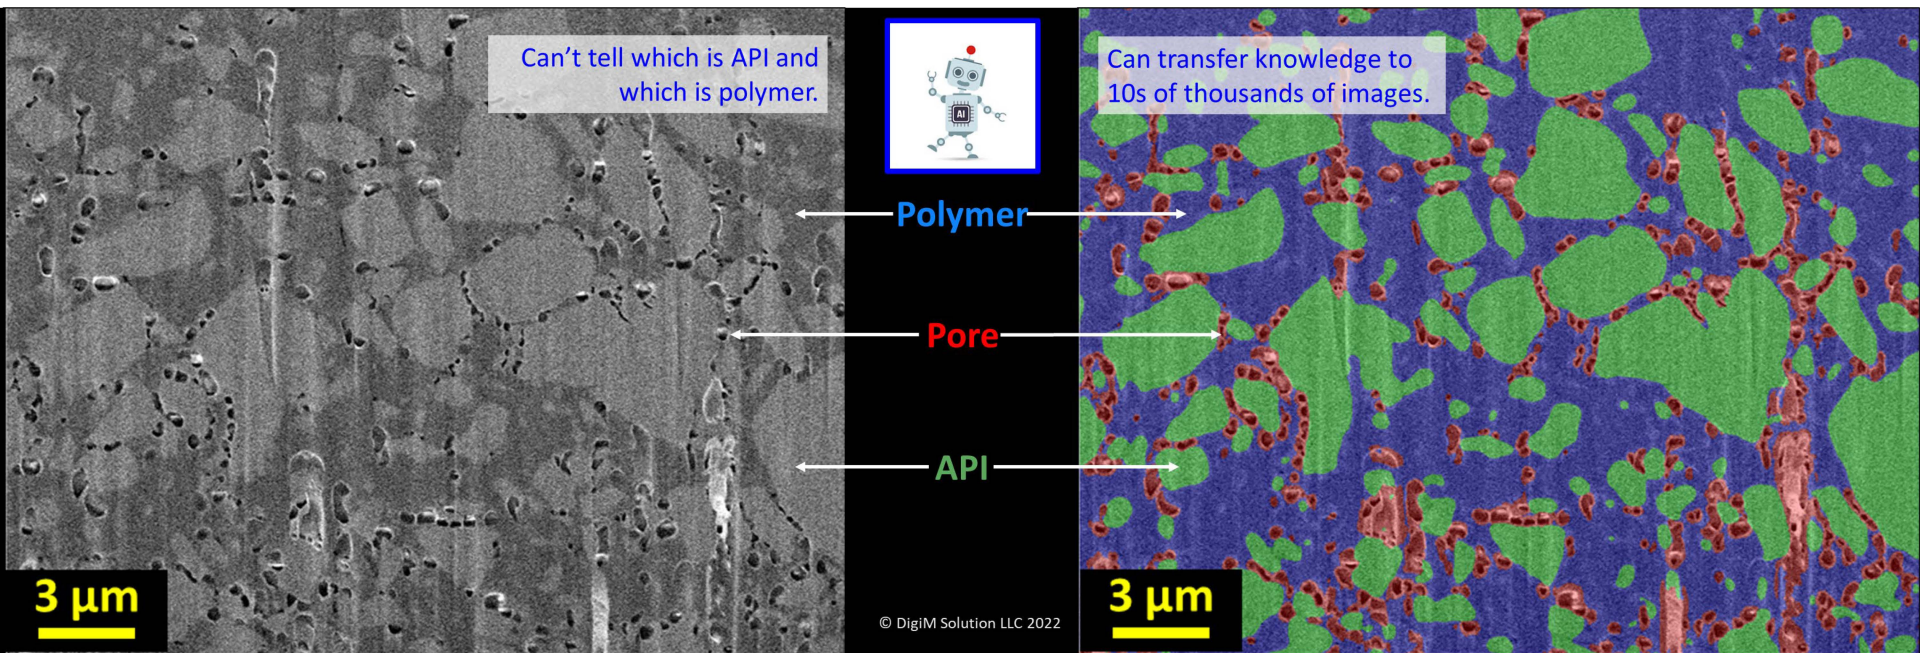 Can't tell which is API and
which is polymer.
AI
Can transfer knowledge to
10s of thousands of images.
Polymer
Pore
API
3 µm
© DigiM Solution LLC 2022
3 µm